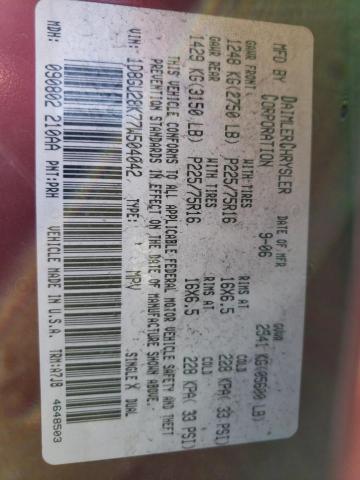 MFD BY DAIMLERCHRYSLER CORPORATION DATE OF MFR 9-06 GVWR 2541 KG(05600 LB)
GAWR FRONT WITH TIRES RIMS AT COLD
1248 KG (2750 LB) P225/75R16 16X6.5 228 KPA( 33 PSI)
GAWR REAR WITH TIRES RIMS AT COLD
1429 KG(3150 LB) P225/75R16 16X6.5 228 KPA( 33 PSI)
THIS VEHICLE CONFORMS TO ALL APPLICABLE FEDERAL MOTOR VEHICLE SAFETY AND THEFT
PREVENTION STANDARDS IN EFFECT ON THE DATE OF MANUFACTURE SHOWN ABOVE.
VIN: 1D8GU28K77W504042 TYPE: MPV SINGLE X DUAL
MDH: 090802 210AA PNT:PRH VEHICLE MADE IN U.S.A. TRM:A7J8 4648503